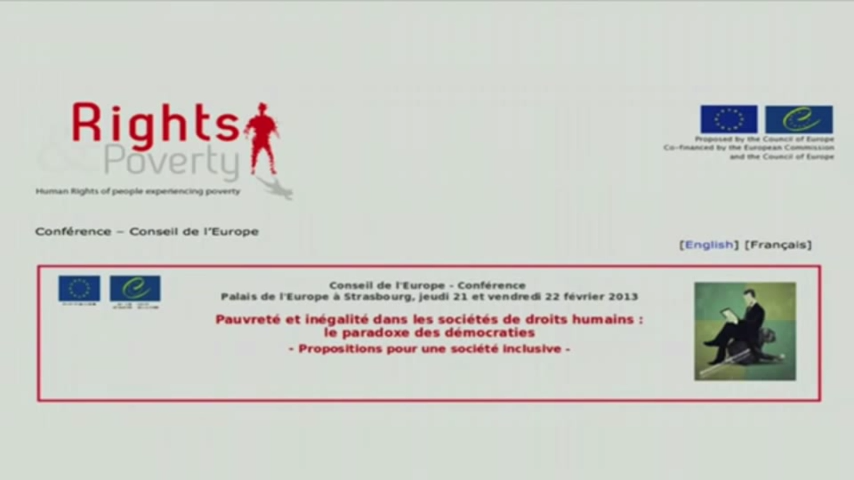 Rights
Poverty
Human Rights of people experiencing poverty
Proposed by the Council of Europe
Co-financed by the European Commission
and the Council of Europe
Conférence – Conseil de l'Europe
[English] [Français]
Conseil de l'Europe - Conférence
Palais de l'Europe à Strasbourg, jeudi 21 et vendredi 22 février 2013
Pauvreté et inégalité dans les sociétés de droits humains :
le paradoxe des démocraties
- Propositions pour une société inclusive -